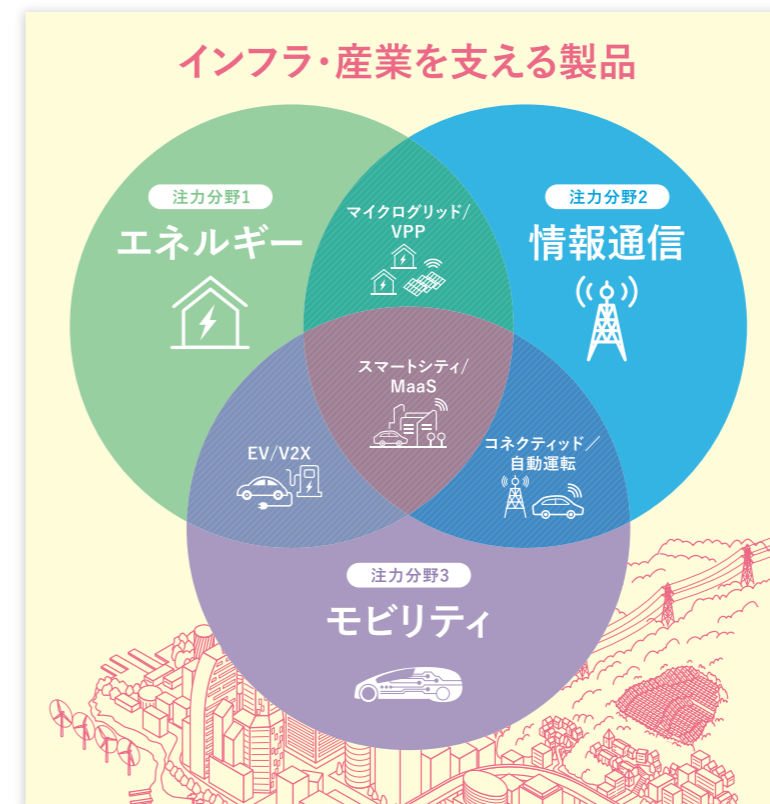 インフラ・産業を支える製品
注力分野1
エネルギー
注力分野2
情報通信
マイクログリッド/
VPP
スマートシティ/
MaaS
EV/V2X
コネクティッド/
自動運転
注力分野3
モビリティ